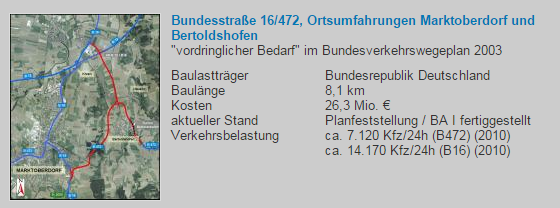 Bundesstraße 16/472, Ortsumfahrungen Marktoberdorf und
Bertoldshofen
"vordringlicher Bedarf" im Bundesverkehrswegeplan 2003
Baulastträger Bundesrepublik Deutschland
Baulänge 8,1 km
Kosten 26,3 Mio. €
aktueller Stand Planfeststellung / BA I fertiggestellt
Verkehrsbelastung ca. 7.120 Kfz/24h (B472) (2010)
ca. 14.170 Kfz/24h (B16) (2010)
MARKTOBERDORF